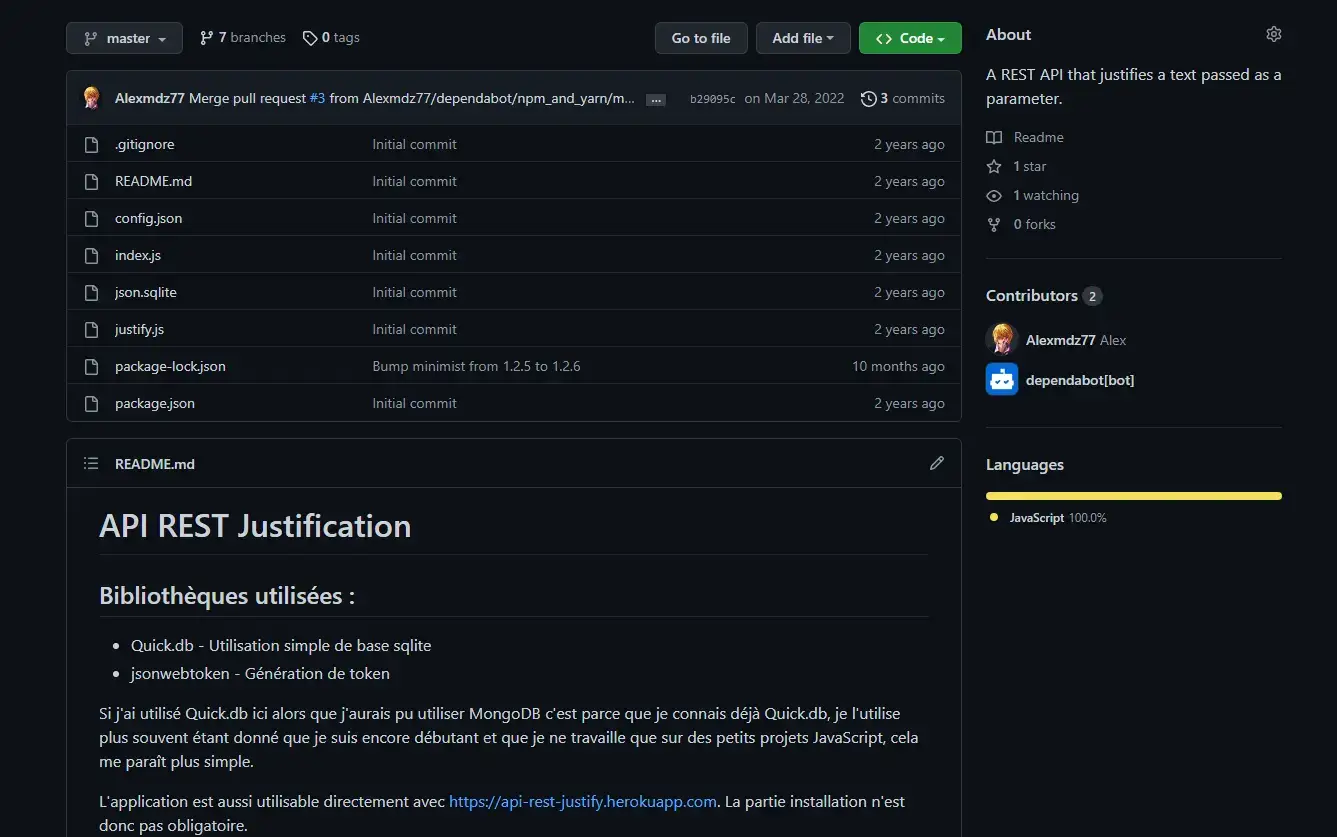 master 7 branches 0 tags Go to file Add file Code
Alexmdz77 Merge pull request #3 from Alexmdz77/dependabot/npm_and_yarn/m... ... b29095c on Mar 28, 2022 3 commits
.gitignore Initial commit 2 years ago
README.md Initial commit 2 years ago
config.json Initial commit 2 years ago
index.js Initial commit 2 years ago
json.sqlite Initial commit 2 years ago
justify.js Initial commit 2 years ago
package-lock.json Bump minimist from 1.2.5 to 1.2.6 10 months ago
package.json Initial commit 2 years ago
README.md
API REST Justification
Bibliothèques utilisées :
Quick.db - Utilisation simple de base sqlite
jsonwebtoken - Génération de token
Si j'ai utilisé Quick.db ici alors que j'aurais pu utiliser MongoDB c'est parce que je connais déjà Quick.db, je l'utilise
plus souvent étant donné que je suis encore débutant et que je ne travaille que sur des petits projets JavaScript, cela
me paraît plus simple.
L'application est aussi utilisable directement avec https://api-rest-justify.herokuapp.com. La partie installation n'est
donc pas obligatoire.
About
A REST API that justifies a text passed as a
parameter.
Readme
1 star
1 watching
0 forks
Contributors 2
Alexmdz77 Alex
dependabot[bot]
Languages
JavaScript 100.0%